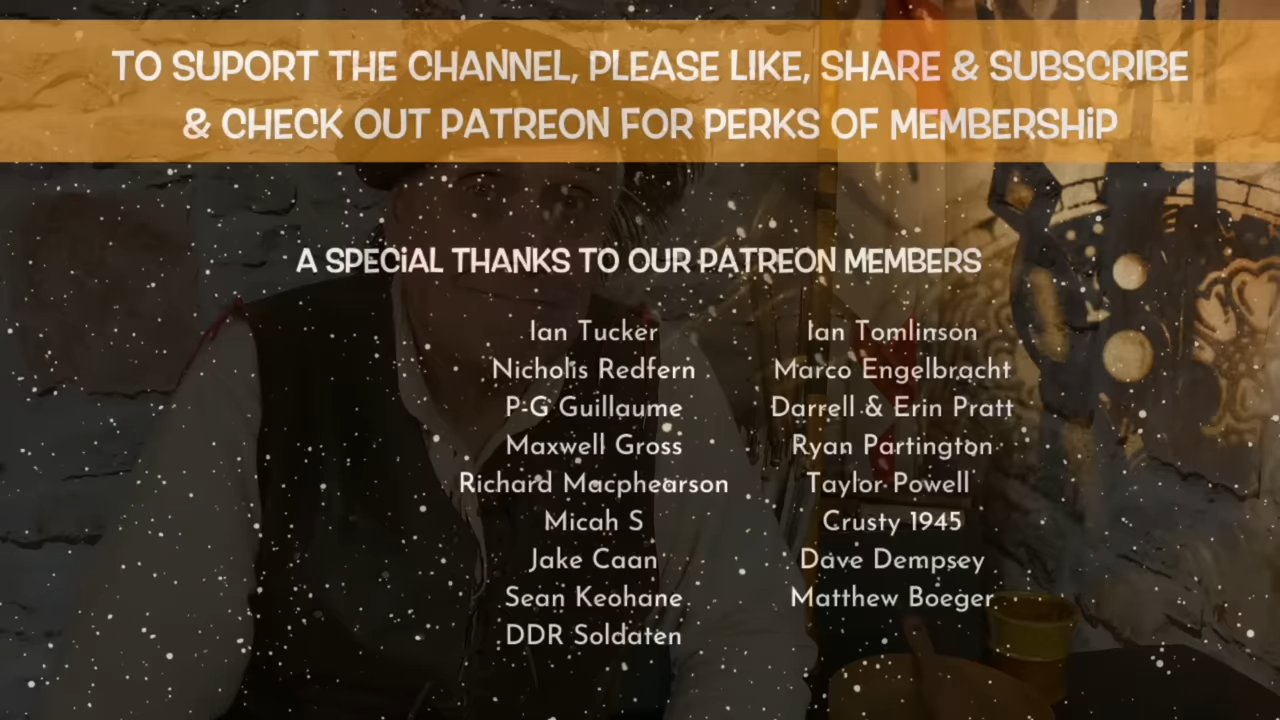 TO SUPORT THE CHANNEL, PLEASE LIKE, SHARE & SUBSCRIBE
& CHECK OUT PATREON FOR PERKS OF MEMBERSHiP
A SPECiAL THANKS TO OUR PATREON MEMBERS
Ian Tucker
Nicholis Redfern
P-G Guillaume
Maxwell Gross
Richard Macphearson
Micah S
Jake Caan
Sean Keohane
DDR Soldaten
Ian Tomlinson
Marco Engelbracht
Darrell & Erin Pratt
Ryan Partington
Taylor Powell
Crusty 1945
Dave Dempsey
Matthew Boeger